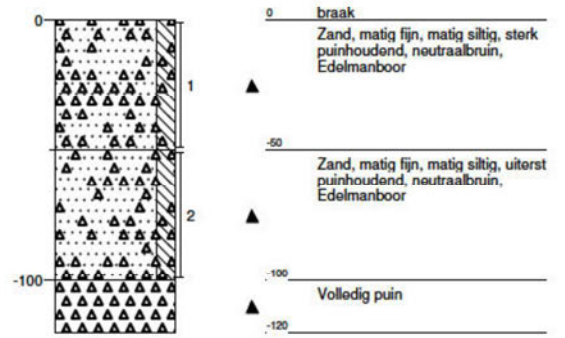 0
0 braak
Zand, matig fijn, matig siltig, sterk
puinhoudend, neutraalbruin,
Edelmanboor
1
-50
Zand, matig fijn, matig siltig, uiterst
puinhoudend, neutraalbruin,
Edelmanboor
2
-100
-100
Volledig puin
-120